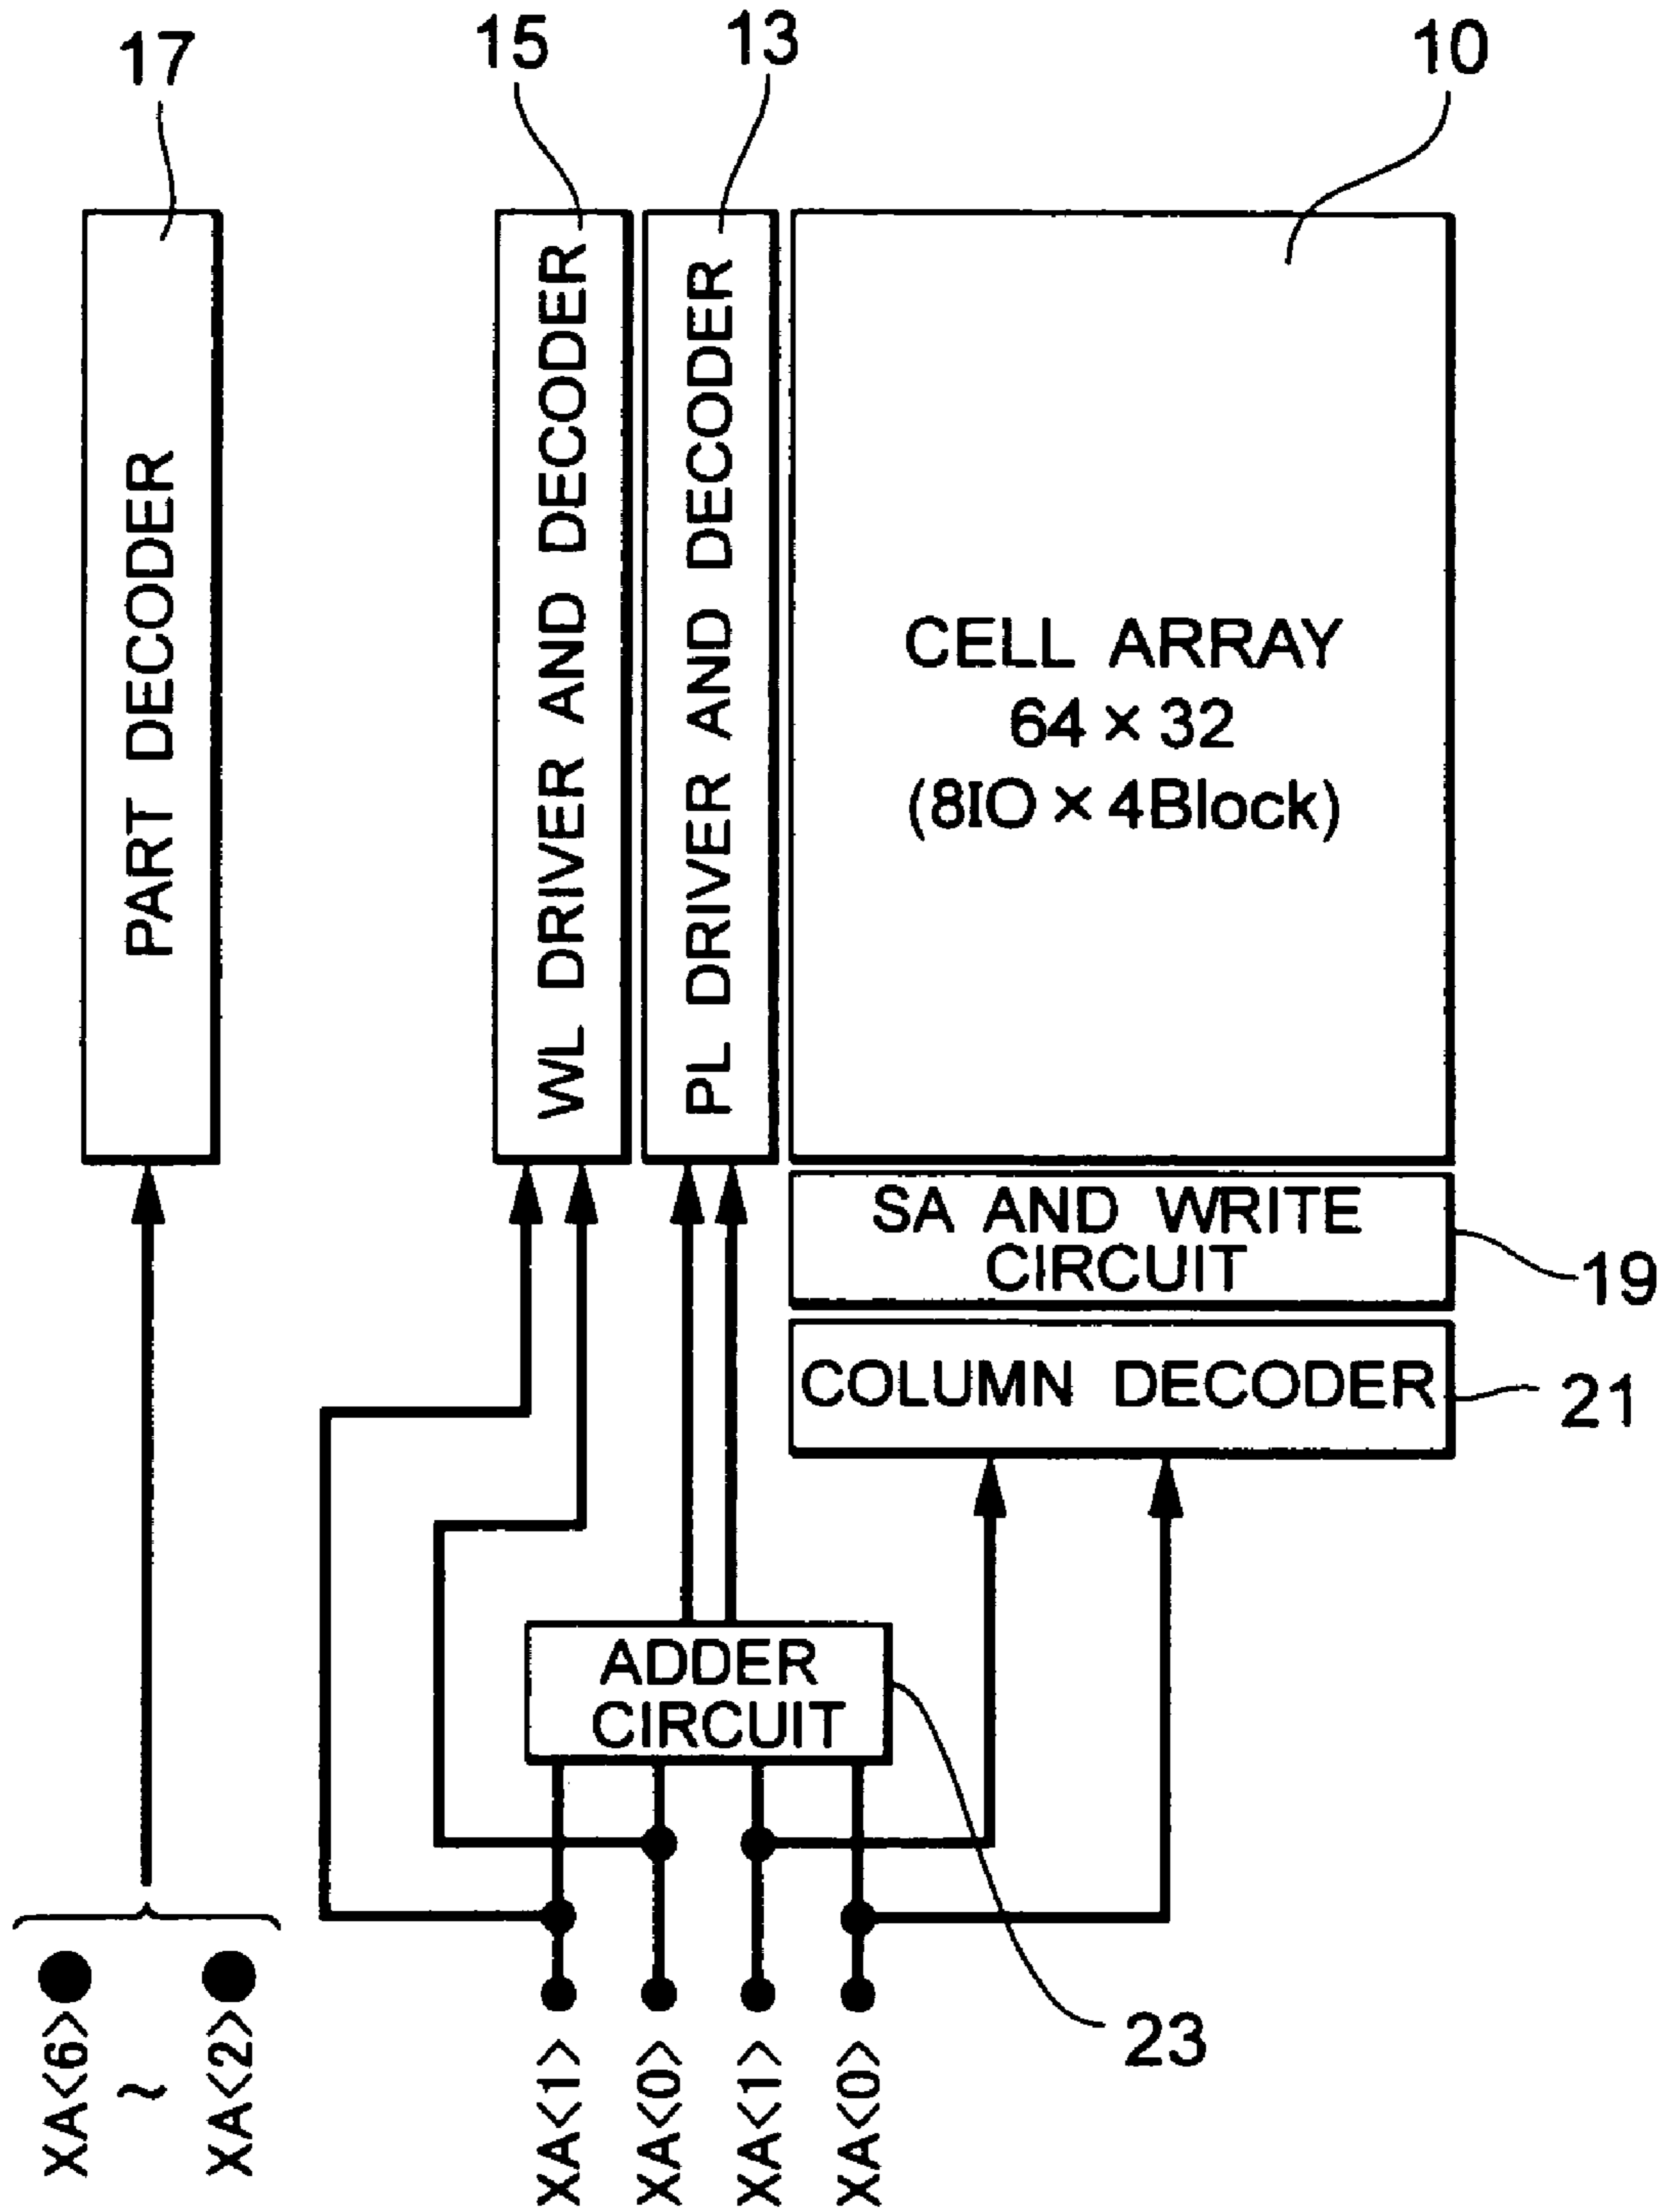 17
15
13
10
PART DECODER
WL DRIVER AND DECODER
PL DRIVER AND DECODER
CELL ARRAY
64 × 32
(8IO × 4Block)
SA AND WRITE
CIRCUIT
19
COLUMN DECODER
21
ADDER
CIRCUIT
23
XA<6>
~
XA<2>
XA<1>
XA<0>
XA<1>
XA<0>